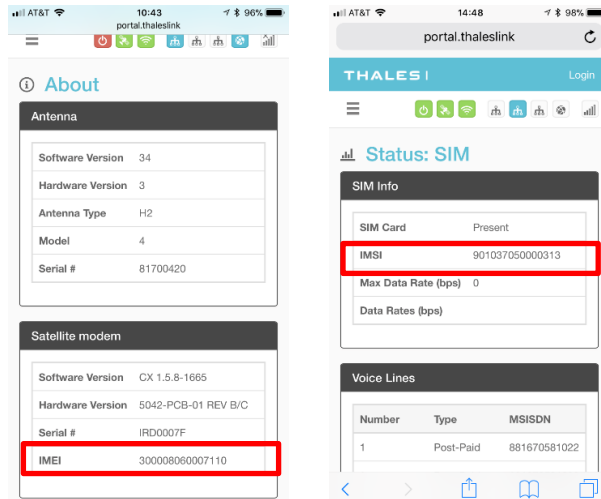 AT&T 10:43 96%
portal.thaleslink
About
Antenna
Software Version 34
Hardware Version 3
Antenna Type H2
Model 4
Serial # 81700420
Satellite modem
Software Version CX 1.5.8-1665
Hardware Version 5042-PCB-01 REV B/C
Serial # IRD0007F
IMEI 300008060007110
AT&T 14:48 98%
portal.thaleslink
THALES Login
Status: SIM
SIM Info
SIM Card Present
IMSI 901037050000313
Max Data Rate (bps) 0
Data Rates (bps)
Voice Lines
Number Type MSISDN
1 Post-Paid 881670581022